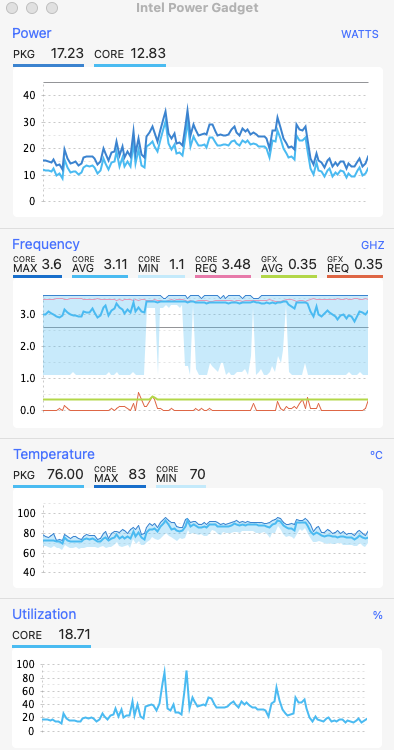 Intel Power Gadget
Power WATTS
PKG 17.23 CORE 12.83
40
30
20
10
0
Frequency GHZ
CORE MAX 3.6 CORE AVG 3.11 CORE MIN 1.1 CORE REQ 3.48 GFX AVG 0.35 GFX REQ 0.35
3.0
2.0
1.0
0.0
Temperature °C
PKG 76.00 CORE MAX 83 CORE MIN 70
100
80
60
40
Utilization %
CORE 18.71
100
80
60
40
20
0